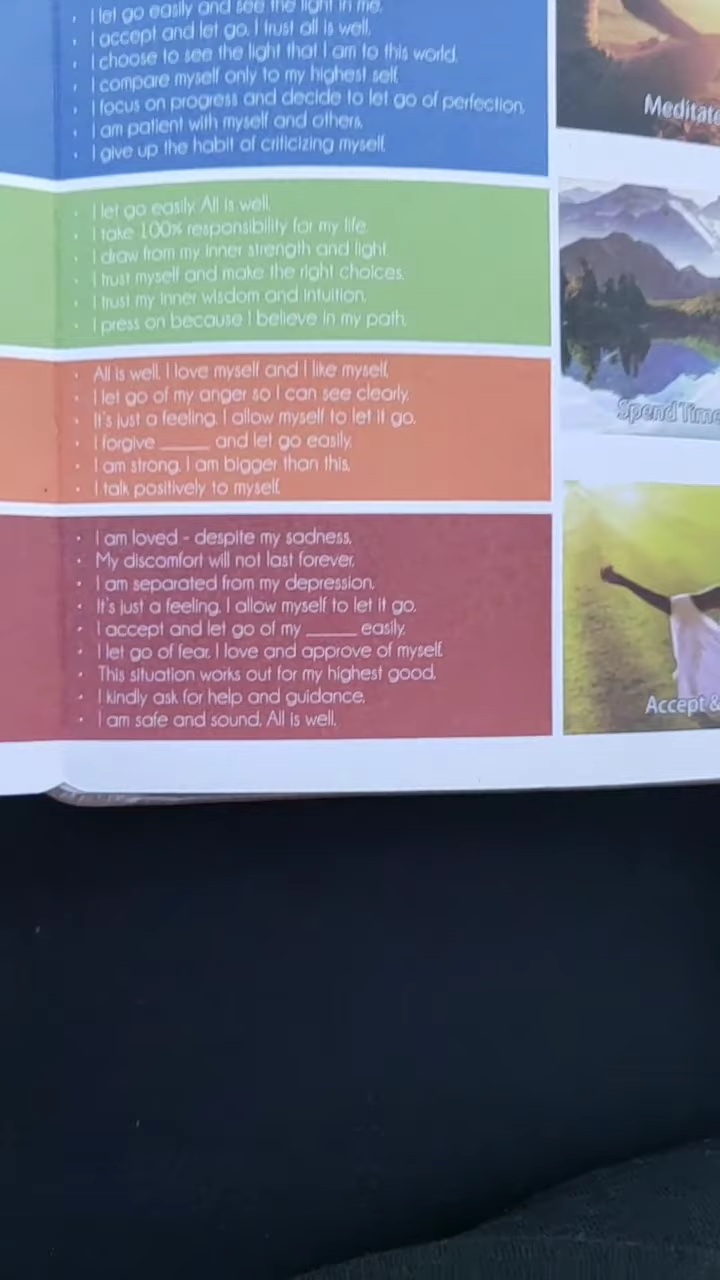 I let go easily and see the light in me.
I accept and let go. I trust all is well.
I choose to see the light that I am to this world.
I compare myself only to my highest self.
I focus on progress and decide to let go of perfection.
I am patient with myself and others.
I give up the habit of criticizing myself.
Meditate
I let go easily. All is well.
I take 100% responsibility for my life.
I draw from my inner strength and light.
I trust myself and make the right choices.
I trust my inner wisdom and intuition.
I press on because I believe in my path.
Spend Time
All is well. I love myself and I like myself.
I let go of my anger so I can see clearly.
It's just a feeling. I allow myself to let it go.
I forgive _____ and let go easily.
I am strong. I am bigger than this.
I talk positively to myself.
I am loved - despite my sadness.
My discomfort will not last forever.
I am separated from my depression.
It's just a feeling. I allow myself to let it go.
I accept and let go of my _____ easily.
I let go of fear. I love and approve of myself.
This situation works out for my highest good.
I kindly ask for help and guidance.
I am safe and sound. All is well.
Accept &